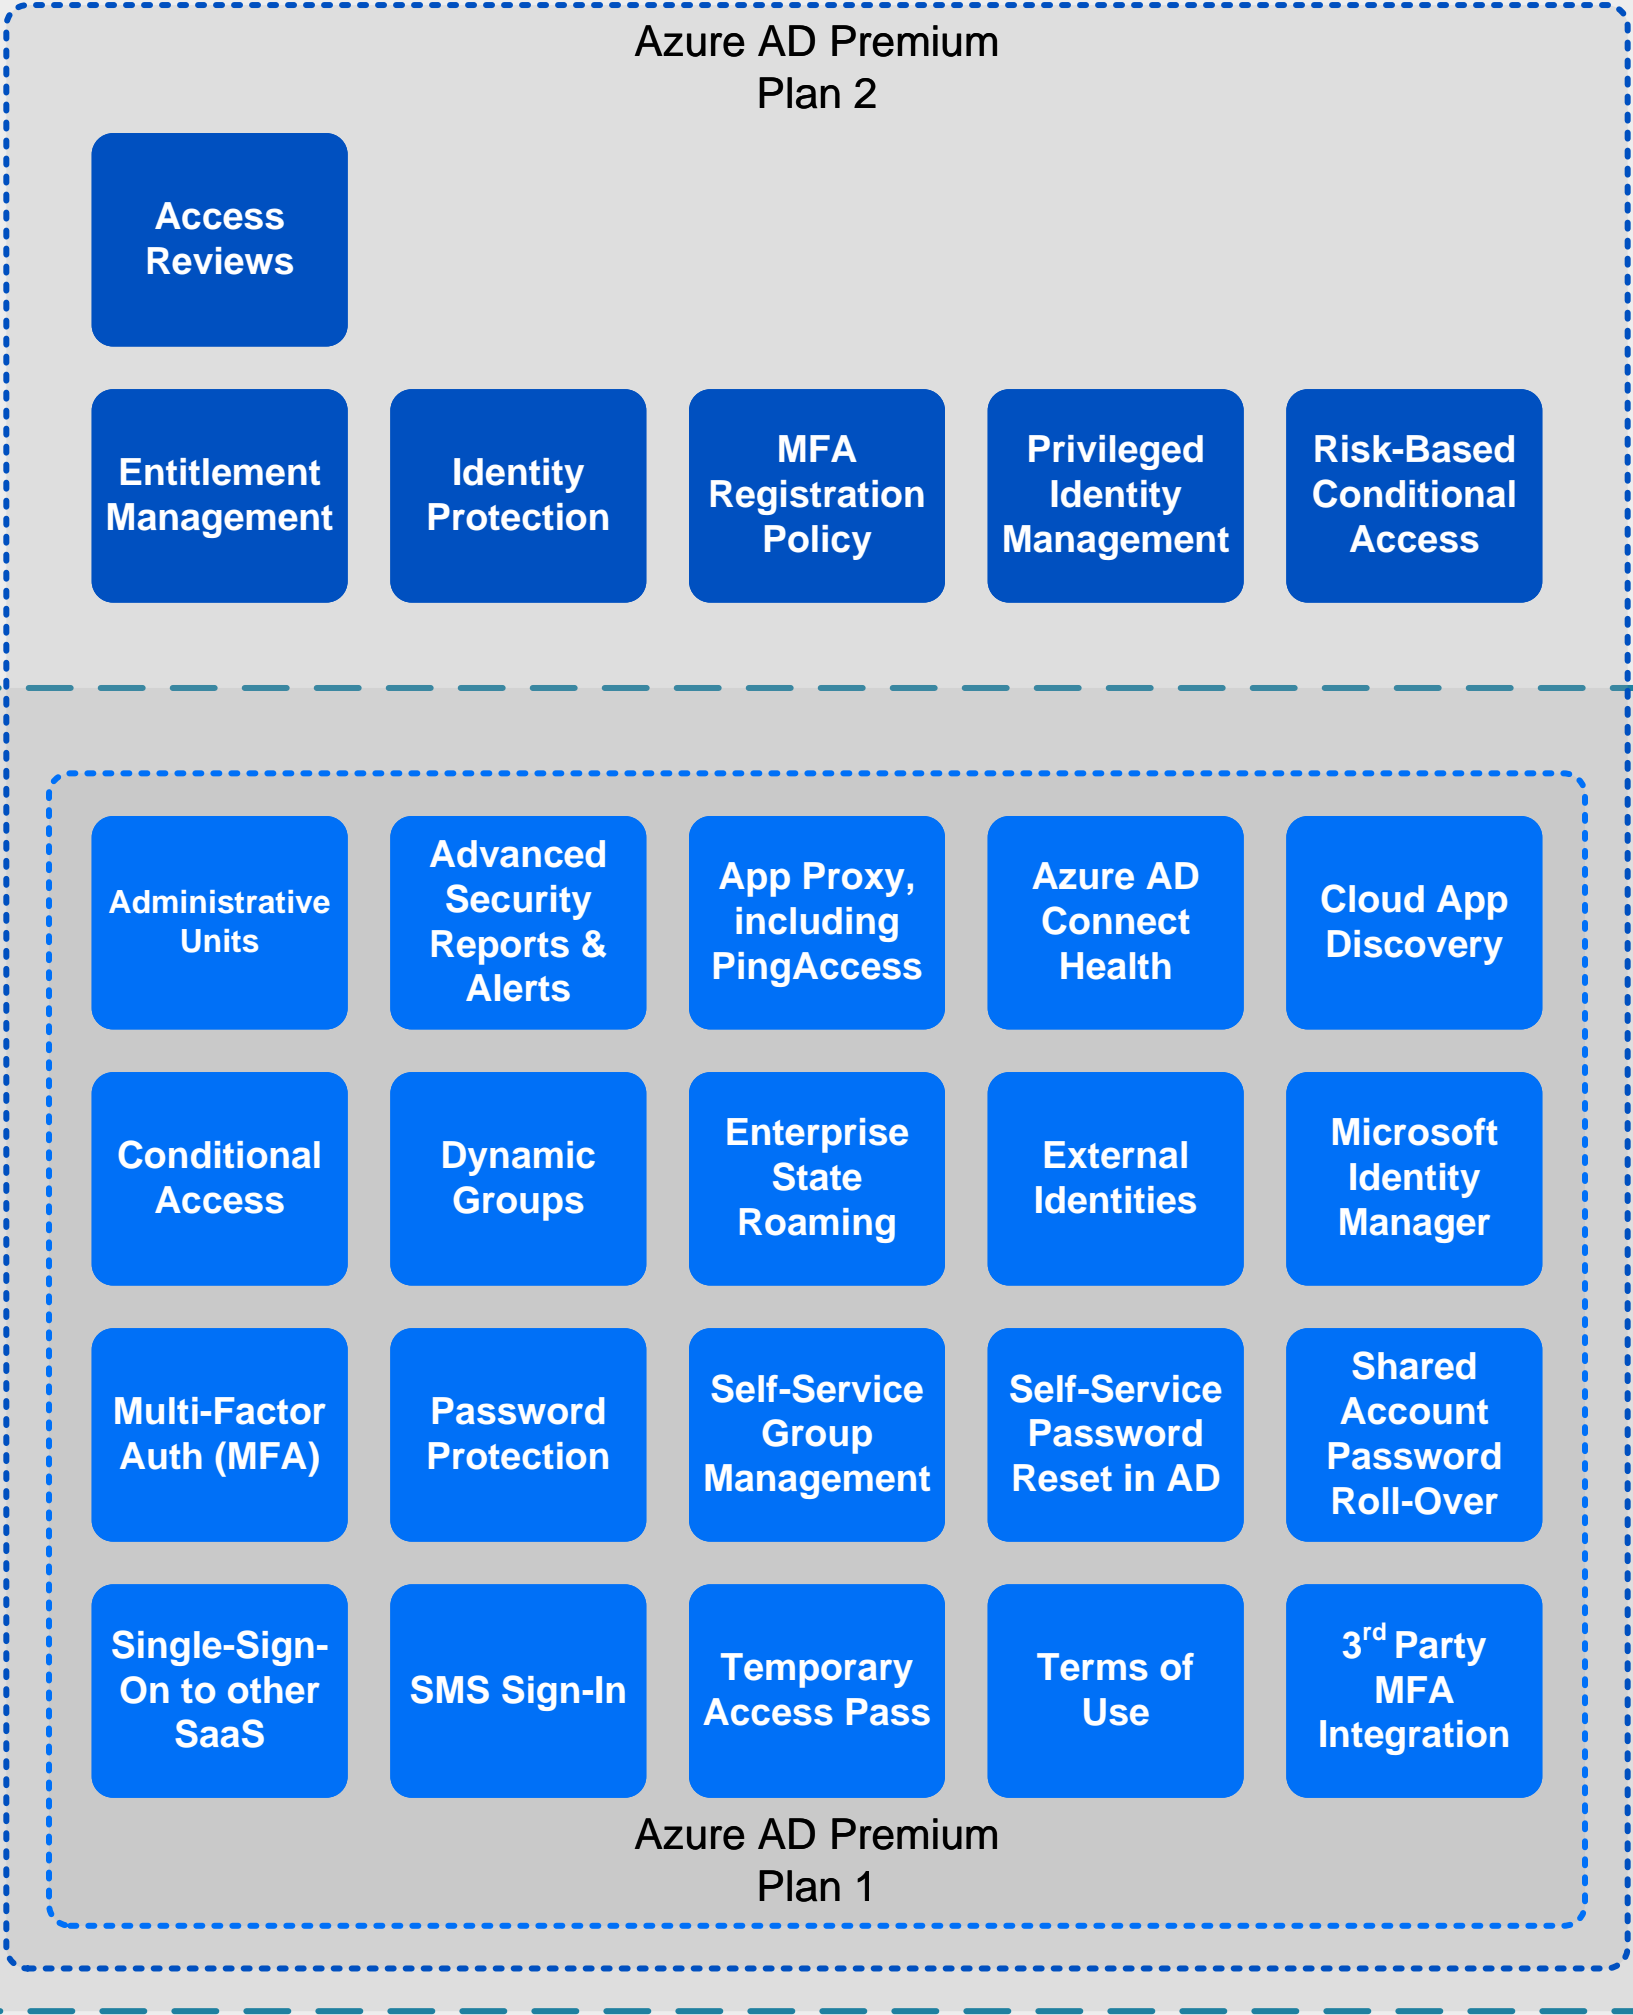 Azure AD Premium
Plan 2
Access
Reviews
Entitlement
Management
Identity
Protection
MFA
Registration
Policy
Privileged
Identity
Management
Risk-Based
Conditional
Access
Administrative
Units
Advanced
Security
Reports &
Alerts
App Proxy,
including
PingAccess
Azure AD
Connect
Health
Cloud App
Discovery
Conditional
Access
Dynamic
Groups
Enterprise
State
Roaming
External
Identities
Microsoft
Identity
Manager
Multi-Factor
Auth (MFA)
Password
Protection
Self-Service
Group
Management
Self-Service
Password
Reset in AD
Shared
Account
Password
Roll-Over
Single-Sign-
On to other
SaaS
SMS Sign-In
Temporary
Access Pass
Terms of
Use
3rd Party
MFA
Integration
Azure AD Premium
Plan 1